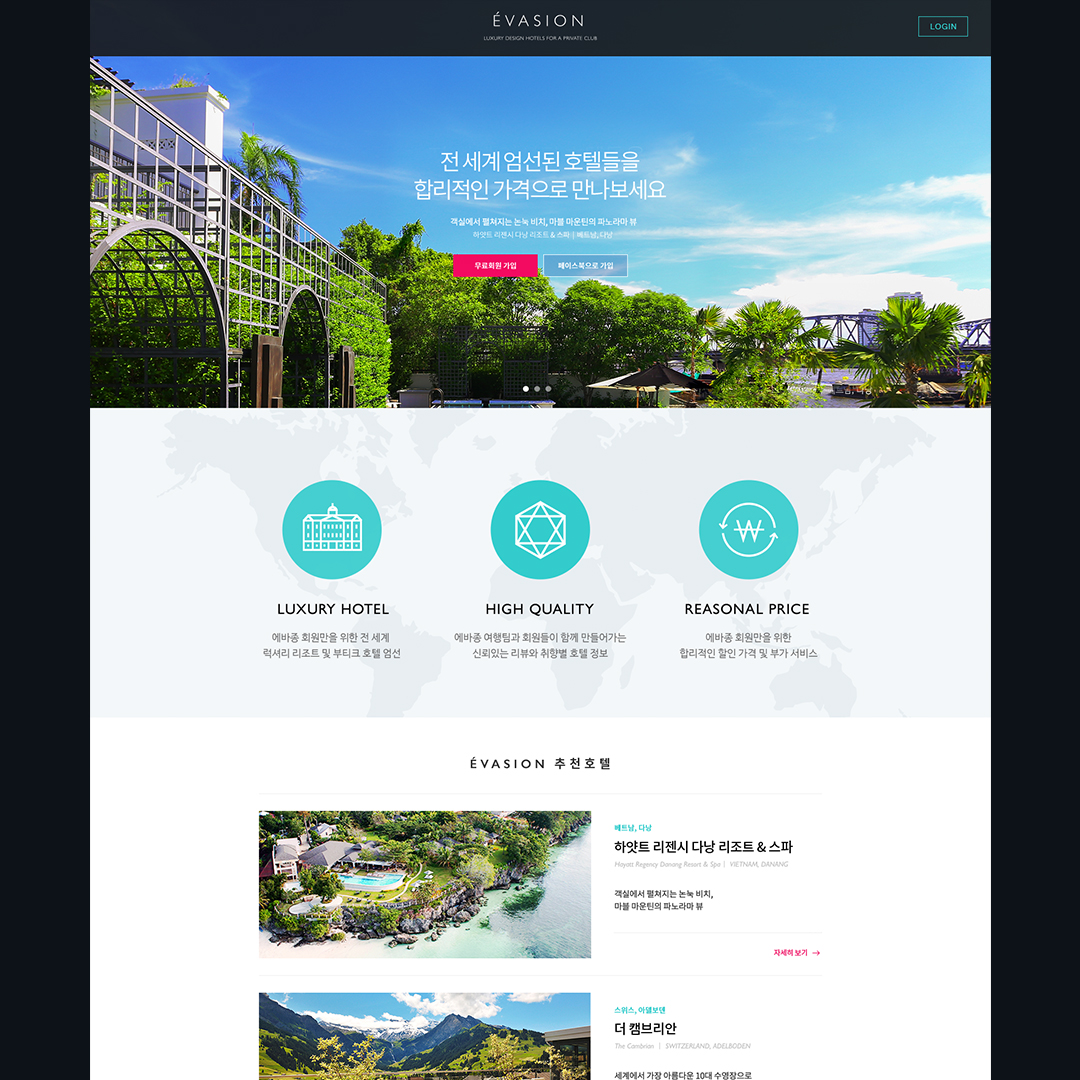 ÉVASION
LUXURY DESIGN HOTELS FOR A PRIVATE CLUB
LOGIN
전 세계 엄선된 호텔들을
합리적인 가격으로 만나보세요
객실에서 펼쳐지는 논눅 비치, 마블 마운틴의 파노라마 뷰
하얏트 리젠시 다낭 리조트 & 스파 | 베트남, 다낭
무료회원 가입
페이스북으로 가입
LUXURY HOTEL
에바종 회원만을 위한 전 세계
럭셔리 리조트 및 부티크 호텔 엄선
HIGH QUALITY
에바종 여행팀과 회원들이 함께 만들어가는
신뢰있는 리뷰와 취향별 호텔 정보
REASONAL PRICE
에바종 회원만을 위한
합리적인 할인 가격 및 부가 서비스
ÉVASION 추천호텔
베트남, 다낭
하얏트 리젠시 다낭 리조트 & 스파
Hayatt Regency Danang Resort & Spa | VIETNAM, DANANG
객실에서 펼쳐지는 논눅 비치,
마블 마운틴의 파노라마 뷰
자세히 보기 →
스위스, 아델보덴
더 캠브리안
The Cambrian | SWITZERLAND, ADELBODEN
세계에서 가장 아름다운 10대 수영장으로